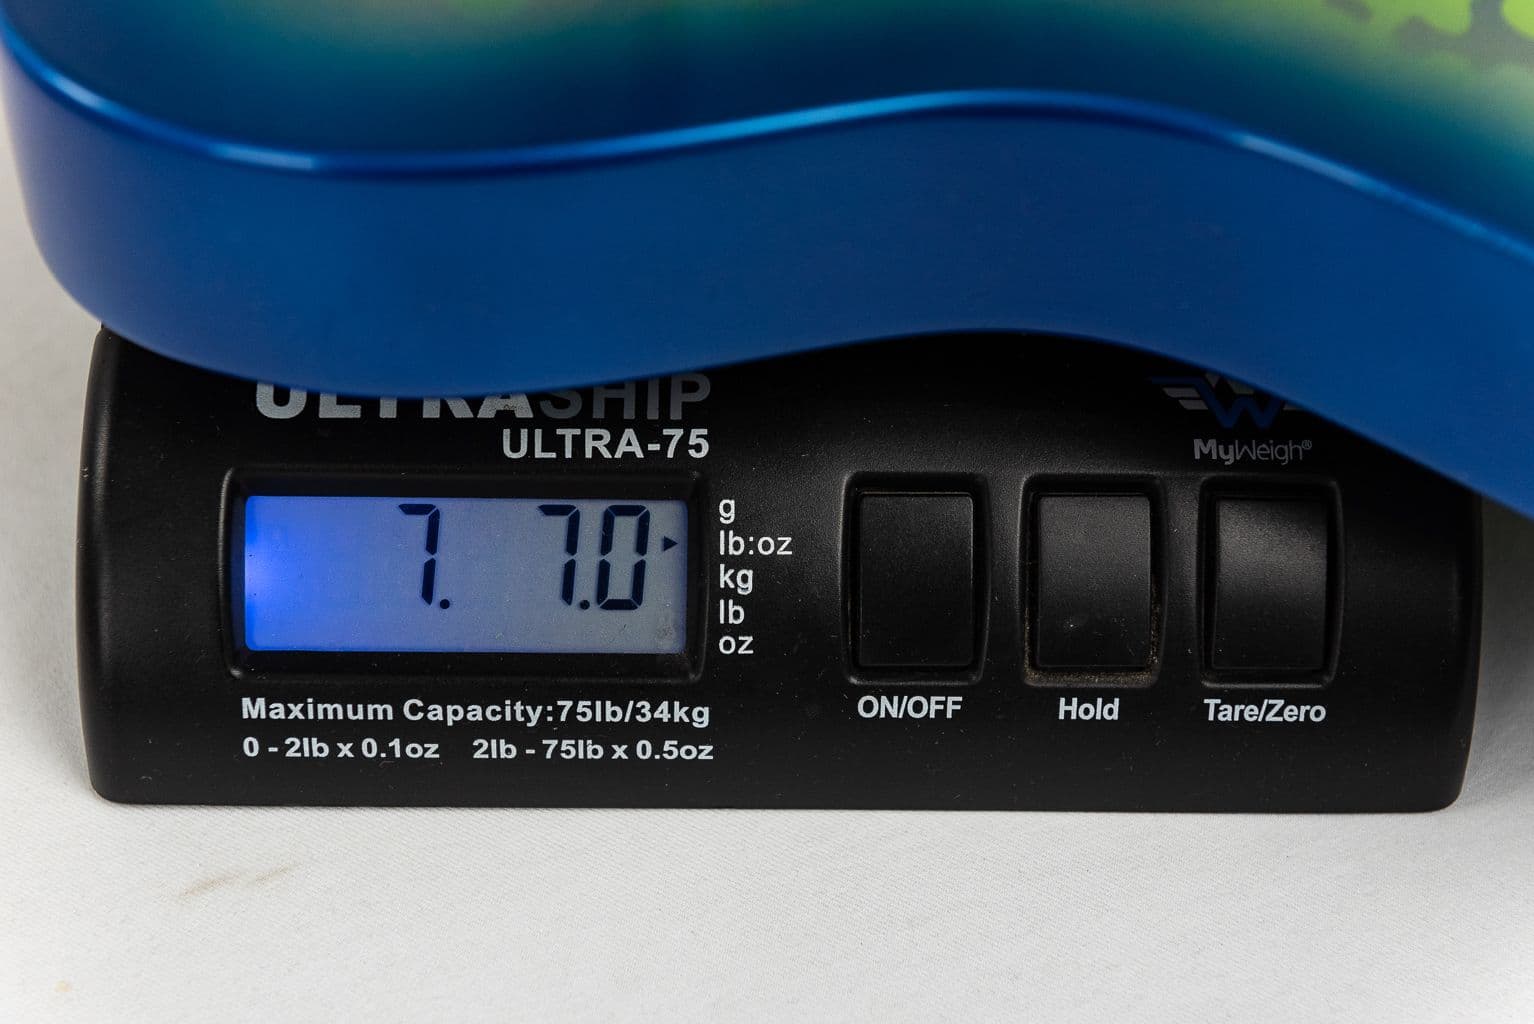 ULTRASHIP
ULTRA-75
MyWeigh®
7. 7.0
g
lb:oz
kg
lb
oz
Maximum Capacity:75lb/34kg
0 - 2lb x 0.1oz 2lb - 75lb x 0.5oz
ON/OFF
Hold
Tare/Zero